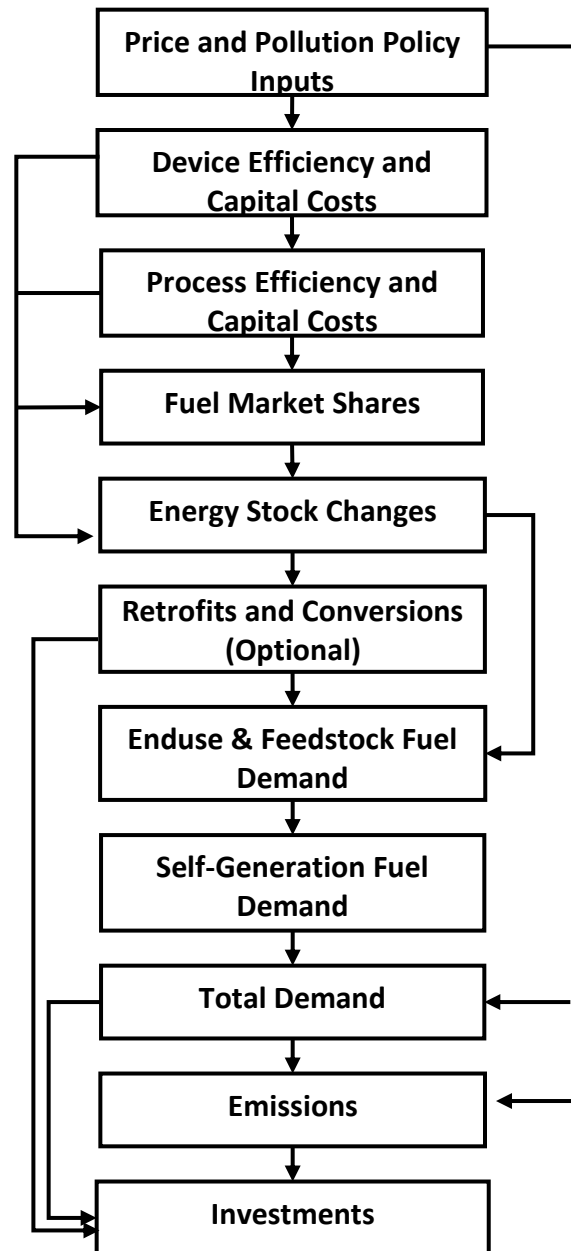 Price and Pollution Policy
Inputs
Device Efficiency and
Capital Costs
Process Efficiency and
Capital Costs
Fuel Market Shares
Energy Stock Changes
Retrofits and Conversions
(Optional)
Enduse & Feedstock Fuel
Demand
Self-Generation Fuel
Demand
Total Demand
Emissions
Investments